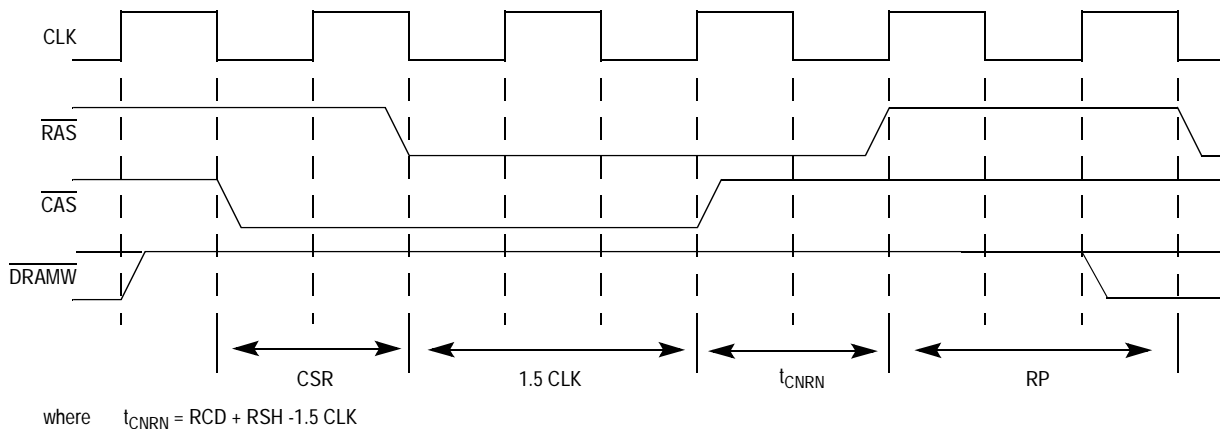 CLK
RAS
CAS
DRAMW
CSR 1.5 CLK tCNRN RP
where tCNRN = RCD + RSH -1.5 CLK